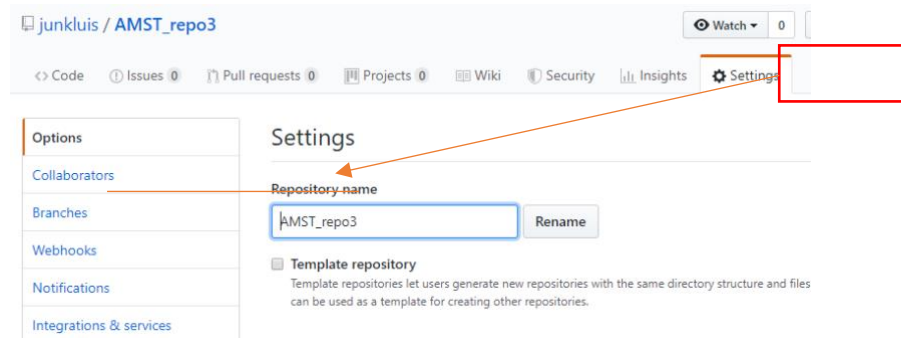 junkluis / AMST_repo3
Watch 0
Code Issues 0 Pull requests 0 Projects 0 Wiki Security Insights Settings
Options
Collaborators
Branches
Webhooks
Notifications
Integrations & services
Settings
Repository name
AMST_repo3 Rename
Template repository
Template repositories let users generate new repositories with the same directory structure and files
can be used as a template for creating other repositories.